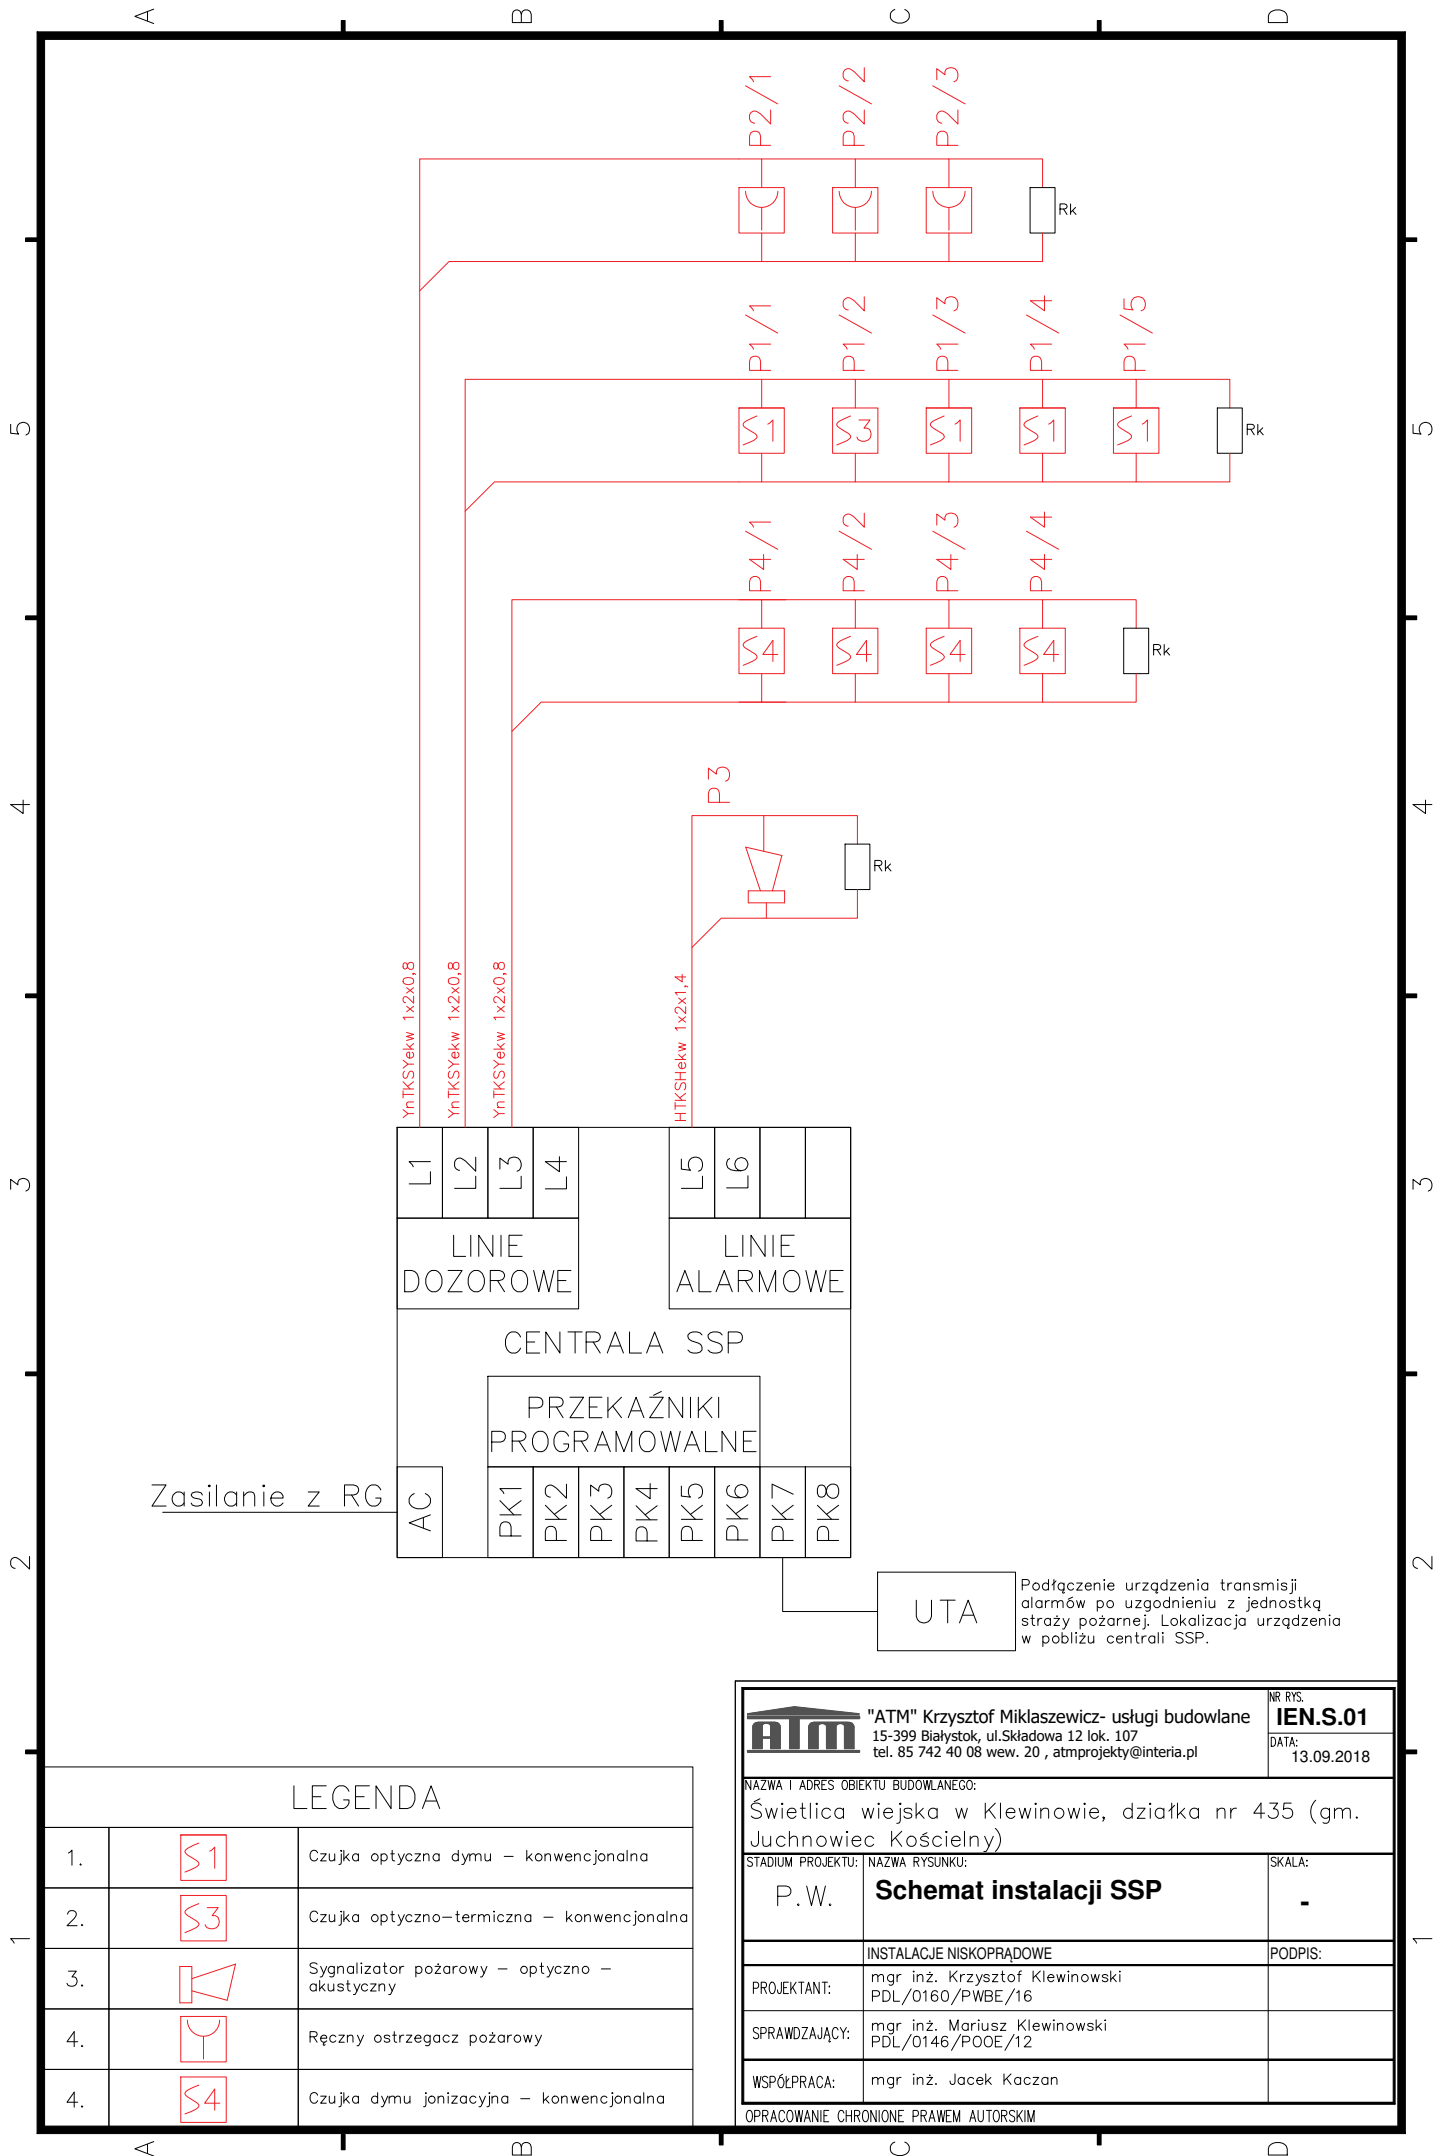 A B C D
P2/1 P2/2 P2/3
Rk
P1/1 P1/2 P1/3 P1/4 P1/5
5 S1 S3 S1 S1 S1 Rk 5
P4/1 P4/2 P4/3 P4/4
S4 S4 S4 S4 Rk
P3
4 4
Rk
YnTKSYekw 1x2x0,8
YnTKSYekw 1x2x0,8
YnTKSYekw 1x2x0,8
HTKSHekw 1x2x1,4
3 L1 L2 L3 L4 L5 L6 3
LINIE
DOZOROWE
LINIE
ALARMOWE
CENTRALA SSP
PRZEKAŹNIKI
PROGRAMOWALNE
Zasilanie z RG
AC PK1 PK2 PK3 PK4 PK5 PK6 PK7 PK8
2 2
UTA
Podłączenie urządzenia transmisji
alarmów po uzgodnieniu z jednostką
straży pożarnej. Lokalizacja urządzenia
w pobliżu centrali SSP.
LEGENDA
1. S1 Czujka optyczna dymu – konwencjonalna
2. S3 Czujka optyczno–termiczna – konwencjonalna
3. Sygnalizator pożarowy – optyczno –
akustyczny
4. Ręczny ostrzegacz pożarowy
4. S4 Czujka dymu jonizacyjna – konwencjonalna
1 1
ATM
"ATM" Krzysztof Miklaszewicz- usługi budowlane
15-399 Białystok, ul.Składowa 12 lok. 107
tel. 85 742 40 08 wew. 20 , atmprojekty@interia.pl
NR RYS.
IEN.S.01
DATA:
13.09.2018
NAZWA I ADRES OBIEKTU BUDOWLANEGO:
Świetlica wiejska w Klewinowie, działka nr 435 (gm.
Juchnowiec Kościelny)
STADIUM PROJEKTU: NAZWA RYSUNKU: SKALA:
P.W. Schemat instalacji SSP -
INSTALACJE NISKOPRĄDOWE PODPIS:
PROJEKTANT: mgr inż. Krzysztof Klewinowski
PDL/0160/PWBE/16
SPRAWDZAJĄCY: mgr inż. Mariusz Klewinowski
PDL/0146/POOE/12
WSPÓŁPRACA: mgr inż. Jacek Kaczan
OPRACOWANIE CHRONIONE PRAWEM AUTORSKIM
A B C D